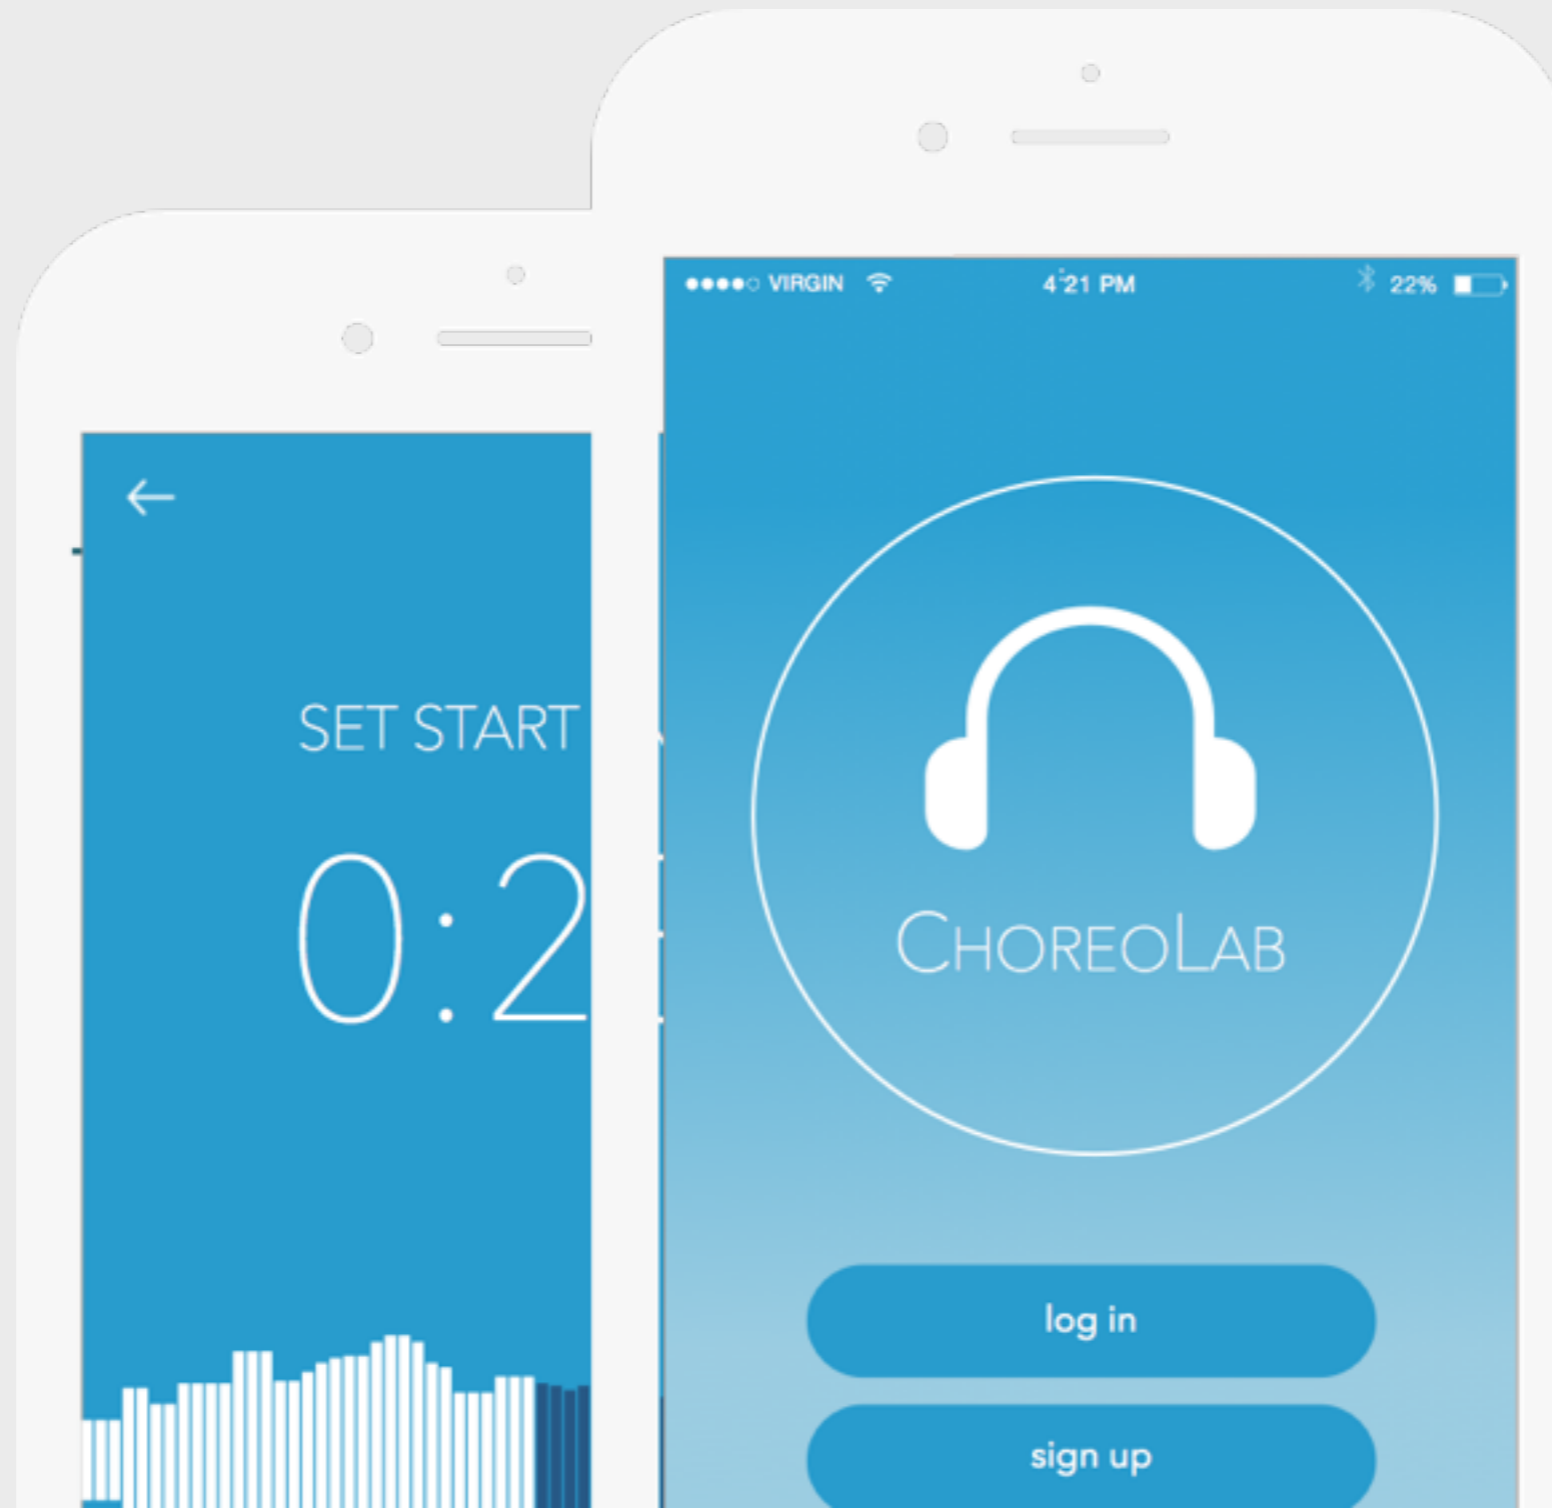 VIRGIN 4:21 PM 22%
SET START
0:2
CHOREOLAB
log in
sign up